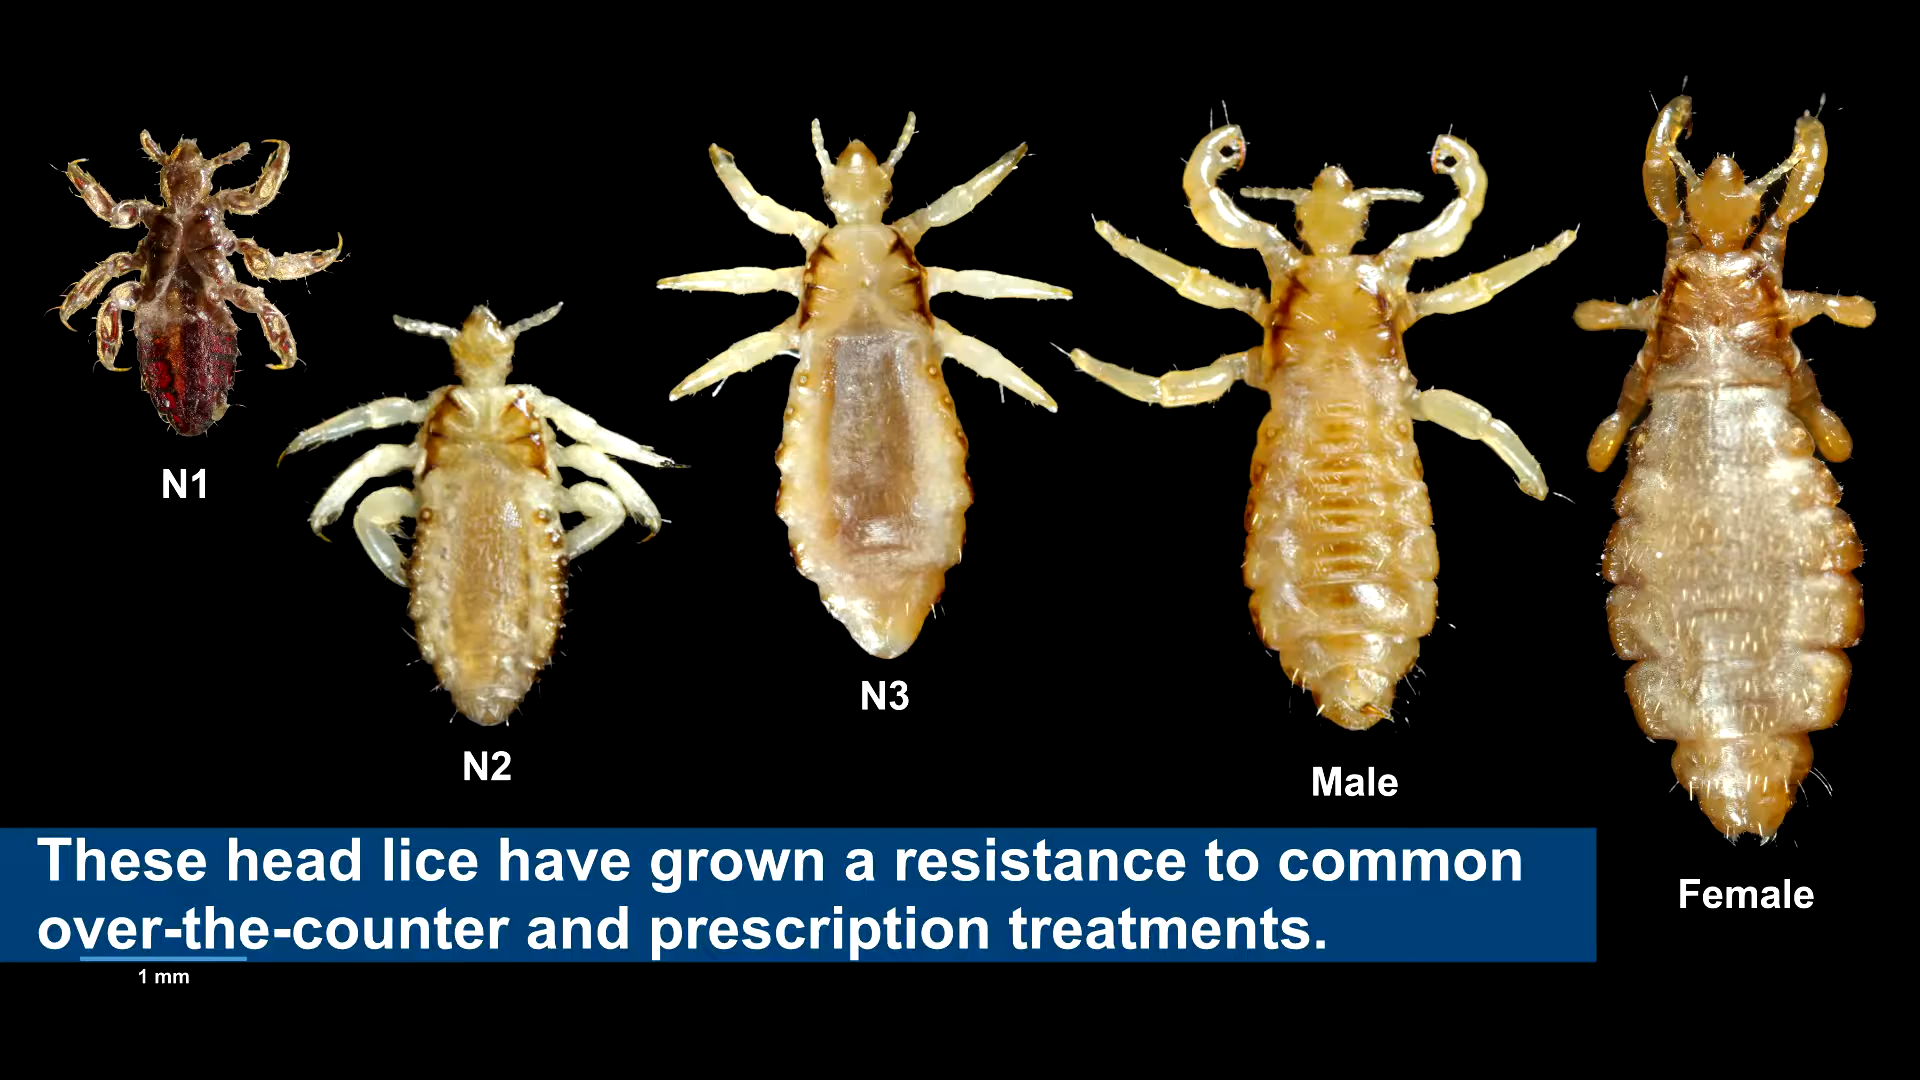 N1
N2
N3
Male
Female
These head lice have grown a resistance to common
over-the-counter and prescription treatments.
1 mm